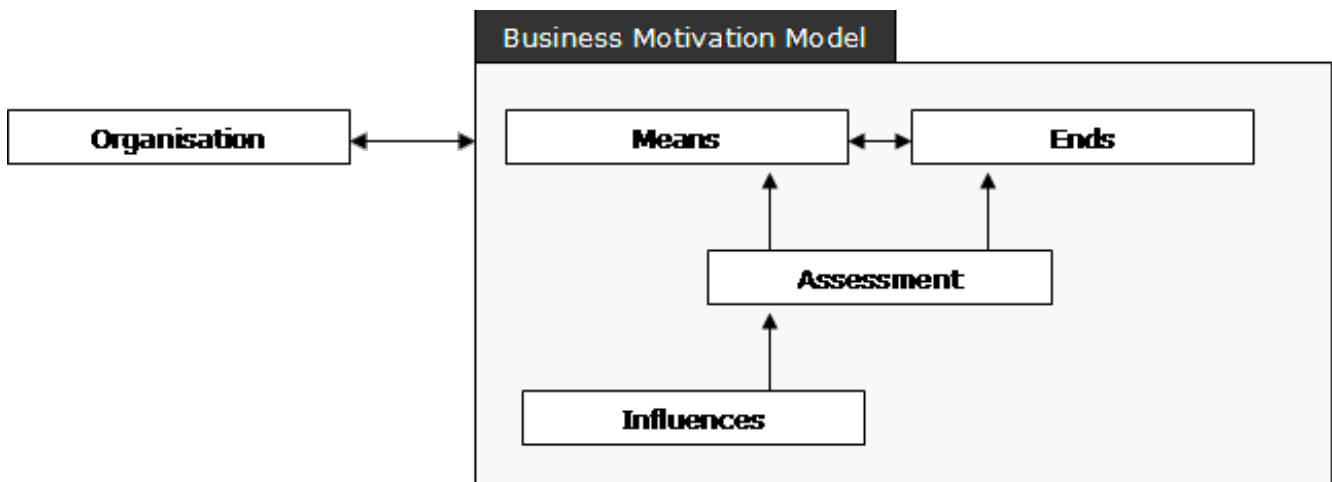 Business Motivation Model
Organisation
Means
Ends
Assessment
Influences